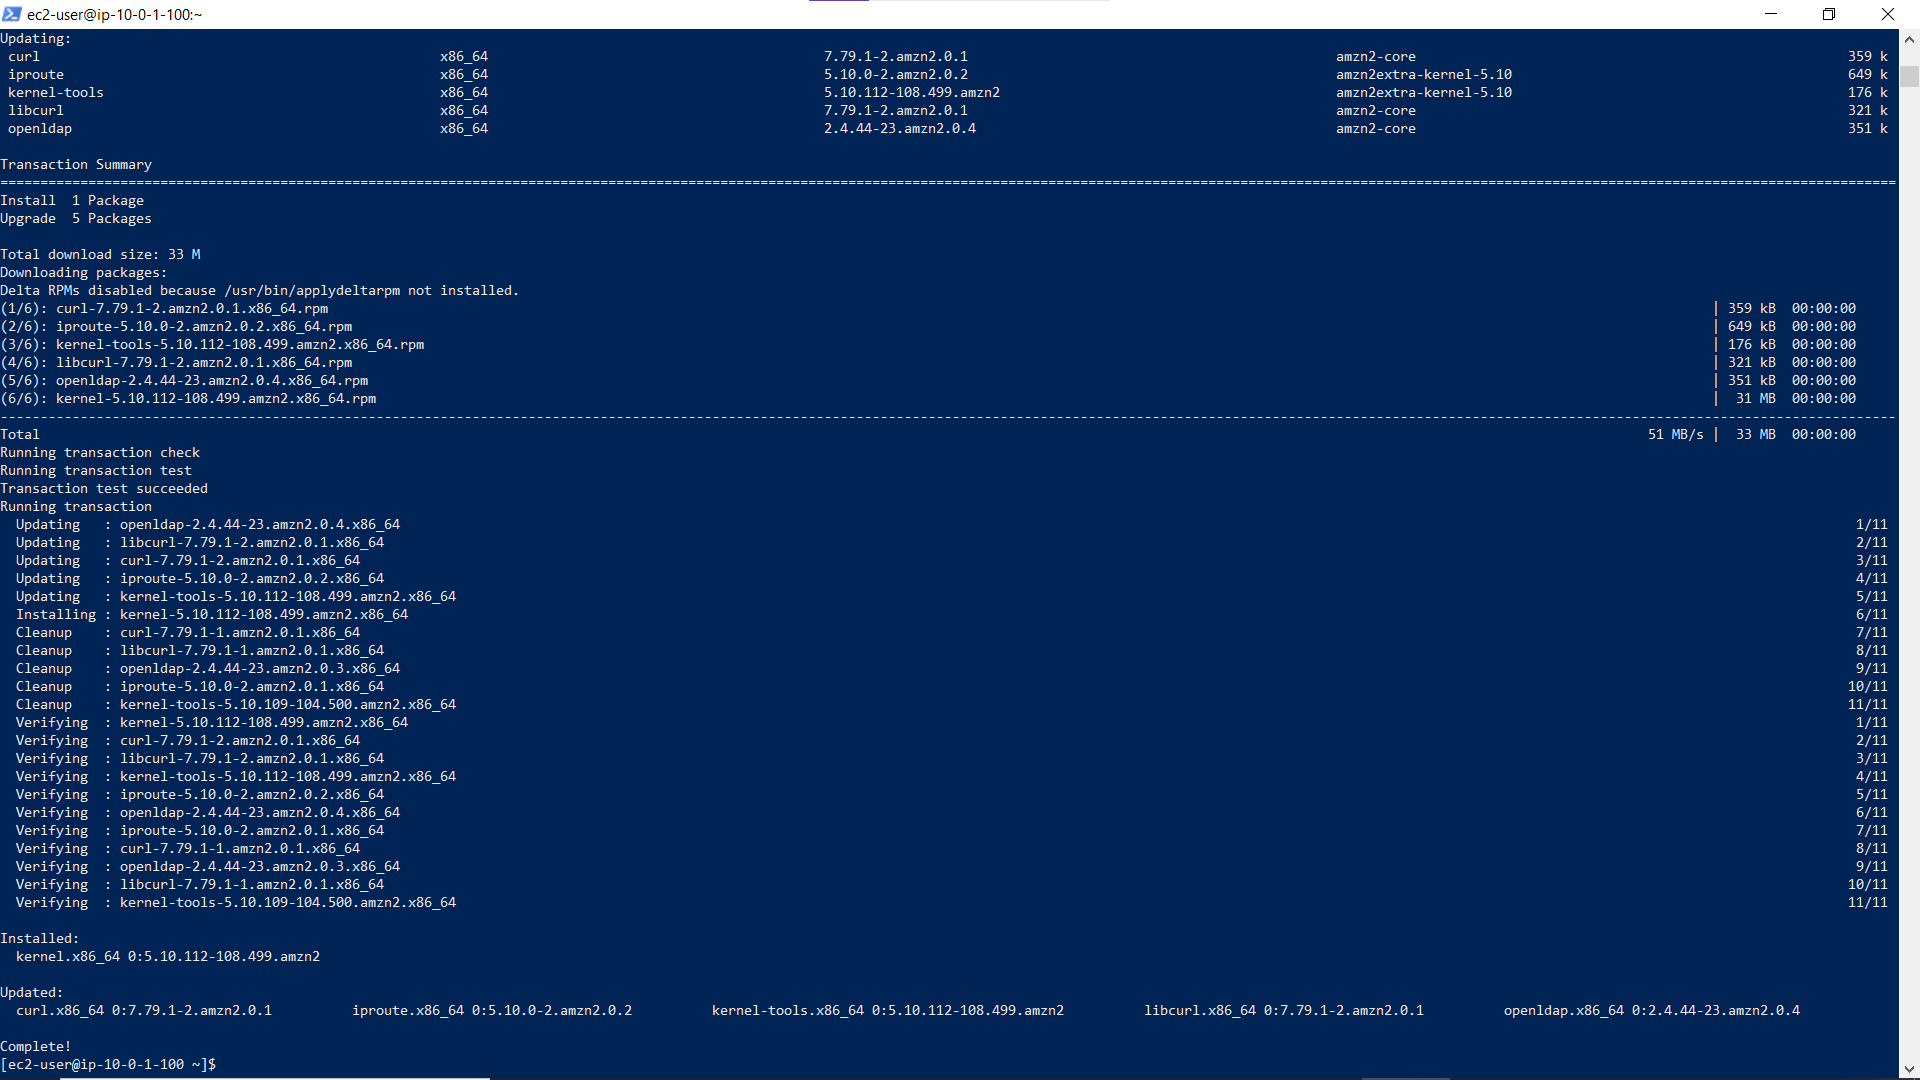 ec2-user@ip-10-0-1-100:~
Updating:
curl x86_64 7.79.1-2.amzn2.0.1 amzn2-core 359 k
iproute x86_64 5.10.0-2.amzn2.0.2 amzn2extra-kernel-5.10 649 k
kernel-tools x86_64 5.10.112-108.499.amzn2 amzn2extra-kernel-5.10 176 k
libcurl x86_64 7.79.1-2.amzn2.0.1 amzn2-core 321 k
openldap x86_64 2.4.44-23.amzn2.0.4 amzn2-core 351 k
Transaction Summary
Install 1 Package
Upgrade 5 Packages
Total download size: 33 M
Downloading packages:
Delta RPMs disabled because /usr/bin/applydeltarpm not installed.
(1/6): curl-7.79.1-2.amzn2.0.1.x86_64.rpm | 359 kB 00:00:00
(2/6): iproute-5.10.0-2.amzn2.0.2.x86_64.rpm | 649 kB 00:00:00
(3/6): kernel-tools-5.10.112-108.499.amzn2.x86_64.rpm | 176 kB 00:00:00
(4/6): libcurl-7.79.1-2.amzn2.0.1.x86_64.rpm | 321 kB 00:00:00
(5/6): openldap-2.4.44-23.amzn2.0.4.x86_64.rpm | 351 kB 00:00:00
(6/6): kernel-5.10.112-108.499.amzn2.x86_64.rpm | 31 MB 00:00:00
Total 51 MB/s | 33 MB 00:00:00
Running transaction check
Running transaction test
Transaction test succeeded
Running transaction
Updating : openldap-2.4.44-23.amzn2.0.4.x86_64 1/11
Updating : libcurl-7.79.1-2.amzn2.0.1.x86_64 2/11
Updating : curl-7.79.1-2.amzn2.0.1.x86_64 3/11
Updating : iproute-5.10.0-2.amzn2.0.2.x86_64 4/11
Updating : kernel-tools-5.10.112-108.499.amzn2.x86_64 5/11
Installing : kernel-5.10.112-108.499.amzn2.x86_64 6/11
Cleanup : curl-7.79.1-1.amzn2.0.1.x86_64 7/11
Cleanup : libcurl-7.79.1-1.amzn2.0.1.x86_64 8/11
Cleanup : openldap-2.4.44-23.amzn2.0.3.x86_64 9/11
Cleanup : iproute-5.10.0-2.amzn2.0.1.x86_64 10/11
Cleanup : kernel-tools-5.10.109-104.500.amzn2.x86_64 11/11
Verifying : kernel-5.10.112-108.499.amzn2.x86_64 1/11
Verifying : curl-7.79.1-2.amzn2.0.1.x86_64 2/11
Verifying : libcurl-7.79.1-2.amzn2.0.1.x86_64 3/11
Verifying : kernel-tools-5.10.112-108.499.amzn2.x86_64 4/11
Verifying : iproute-5.10.0-2.amzn2.0.2.x86_64 5/11
Verifying : openldap-2.4.44-23.amzn2.0.4.x86_64 6/11
Verifying : iproute-5.10.0-2.amzn2.0.1.x86_64 7/11
Verifying : curl-7.79.1-1.amzn2.0.1.x86_64 8/11
Verifying : openldap-2.4.44-23.amzn2.0.3.x86_64 9/11
Verifying : libcurl-7.79.1-1.amzn2.0.1.x86_64 10/11
Verifying : kernel-tools-5.10.109-104.500.amzn2.x86_64 11/11
Installed:
kernel.x86_64 0:5.10.112-108.499.amzn2
Updated:
curl.x86_64 0:7.79.1-2.amzn2.0.1 iproute.x86_64 0:5.10.0-2.amzn2.0.2 kernel-tools.x86_64 0:5.10.112-108.499.amzn2 libcurl.x86_64 0:7.79.1-2.amzn2.0.1 openldap.x86_64 0:2.4.44-23.amzn2.0.4
Complete!
[ec2-user@ip-10-0-1-100 ~]$